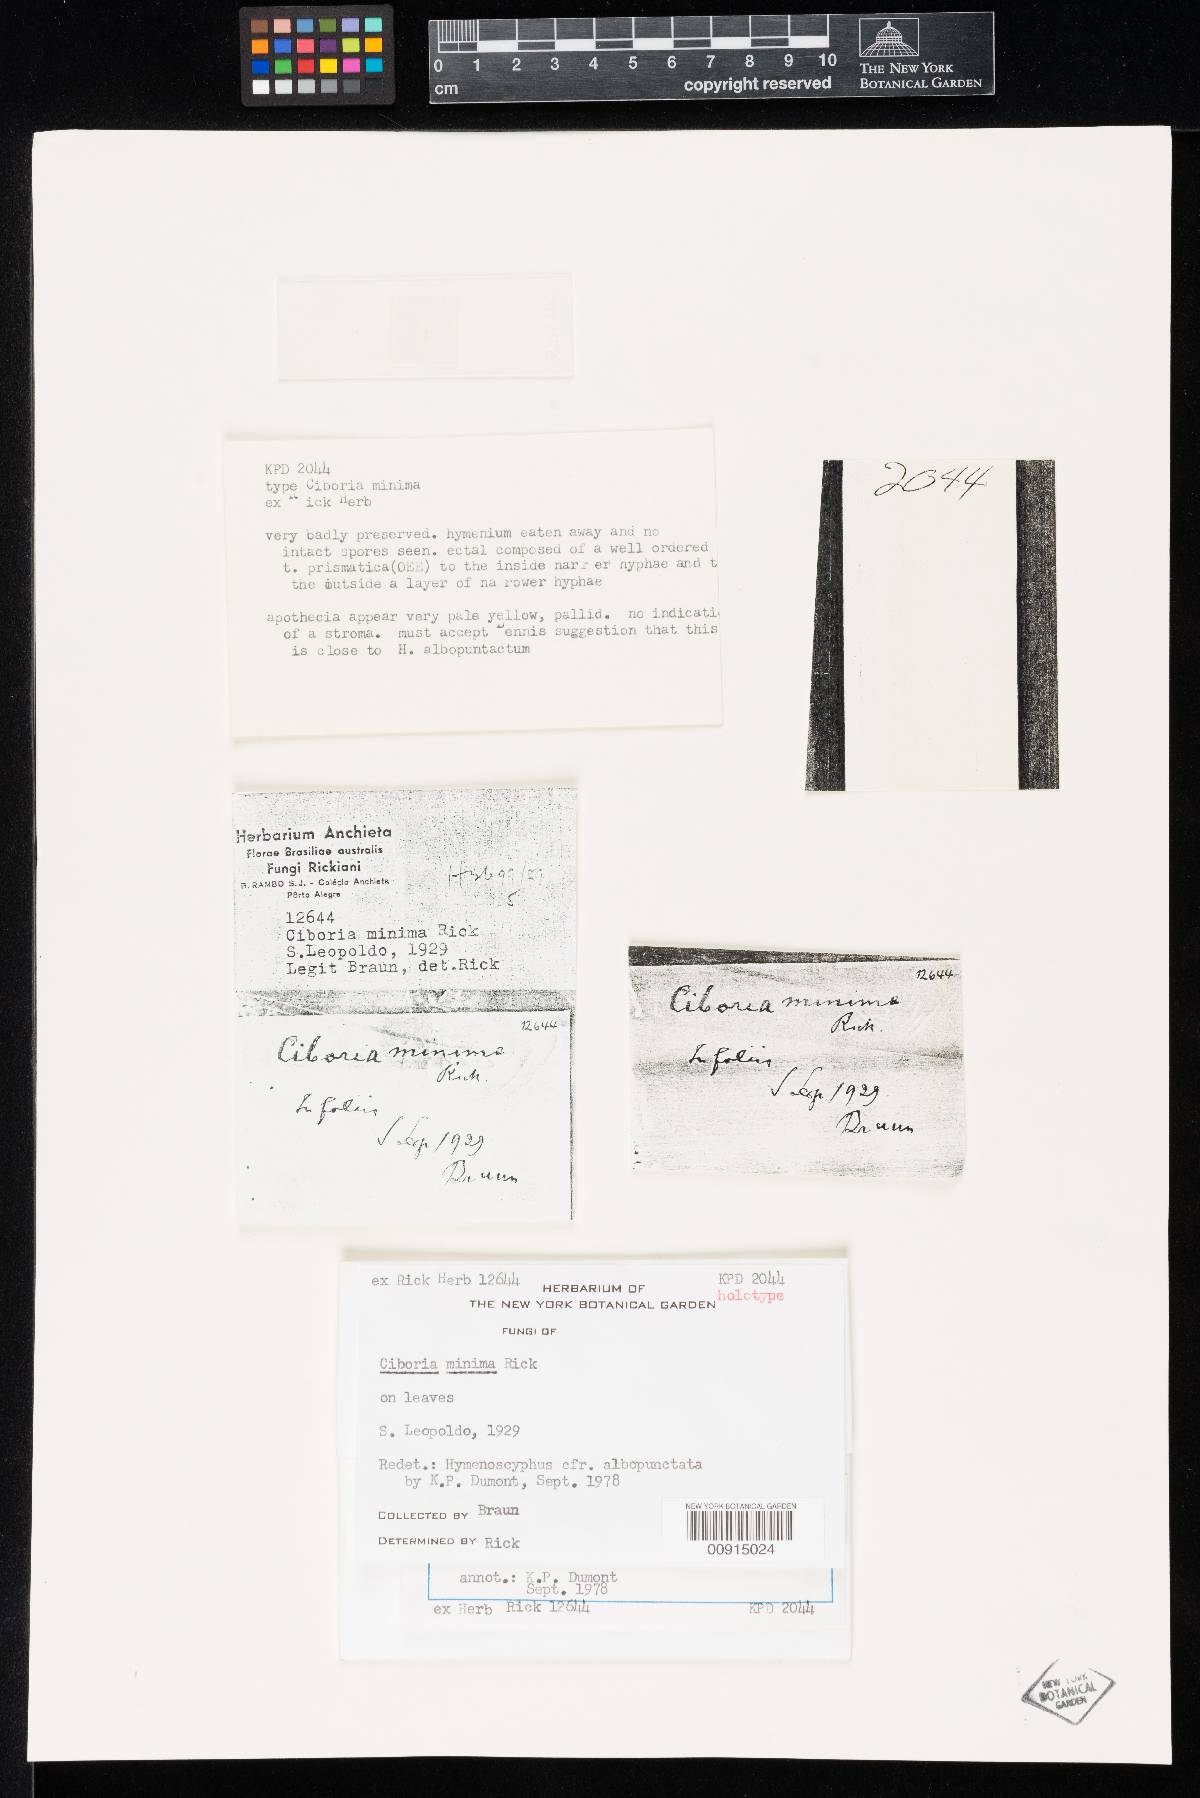 0 1 2 3 4 5 6 7 8 9 10
cm
copyright reserved
THE NEW YORK
BOTANICAL GARDEN
KPD 2044
type Ciboria minima
ex ick Herb
very badly preserved. hymenium eaten away and no
intact spores seen. ectal composed of a well ordered
t. prismatica(OEE) to the inside narr er hyphae and t
the outside a layer of na rower hyphae
apothecia appear very pale yellow, pallid. no indicati
of a stroma. must accept ennis suggestion that this
is close to H. albopuntactum
2044
Herbarium Anchieta
Florae Brasiliae australis
Fungi Rickiani
B. RAMBO S.J. - Colégio Anchieta
Pôrto Alegre
12644
Ciboria minima Rick
S.Leopoldo, 1929
Legit Braun, det.Rick
12644
Ciboria minima
Rick.
In foliis
S Leop 1929
Braun
12644
Ciboria minima
Rick.
In foliis
S Leop 1929
Braun
ex Rick Herb 12644
KPD 2044
holotype
HERBARIUM OF
THE NEW YORK BOTANICAL GARDEN
FUNGI OF
Ciboria minima Rick
on leaves
S. Leopoldo, 1929
Redet.: Hymenoscyphus cfr. albopunctata
by K.P. Dumont, Sept. 1978
COLLECTED BY Braun
DETERMINED BY Rick
NEW YORK BOTANICAL GARDEN
00915024
annot.: K.P. Dumont
Sept. 1978
ex Herb Rick 12644
KPD 2044
NEW YORK
BOTANICAL
GARDEN